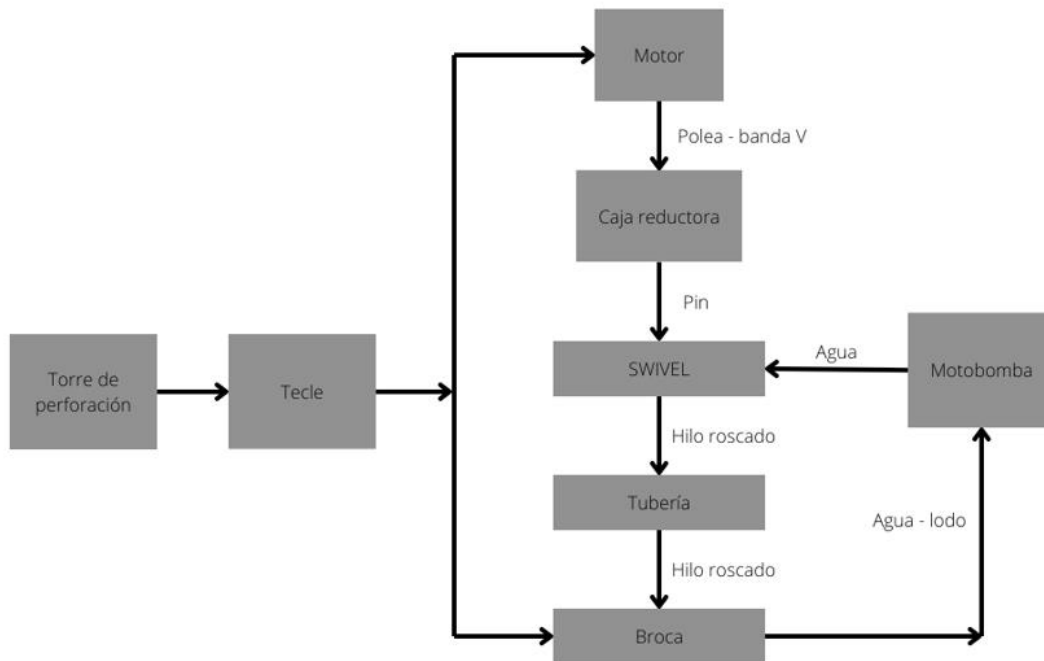 Motor
Polea - banda V
Caja reductora
Pin
Torre de
perforación
Tecle
SWIVEL
Agua
Motobomba
Hilo roscado
Tubería
Agua - lodo
Hilo roscado
Broca